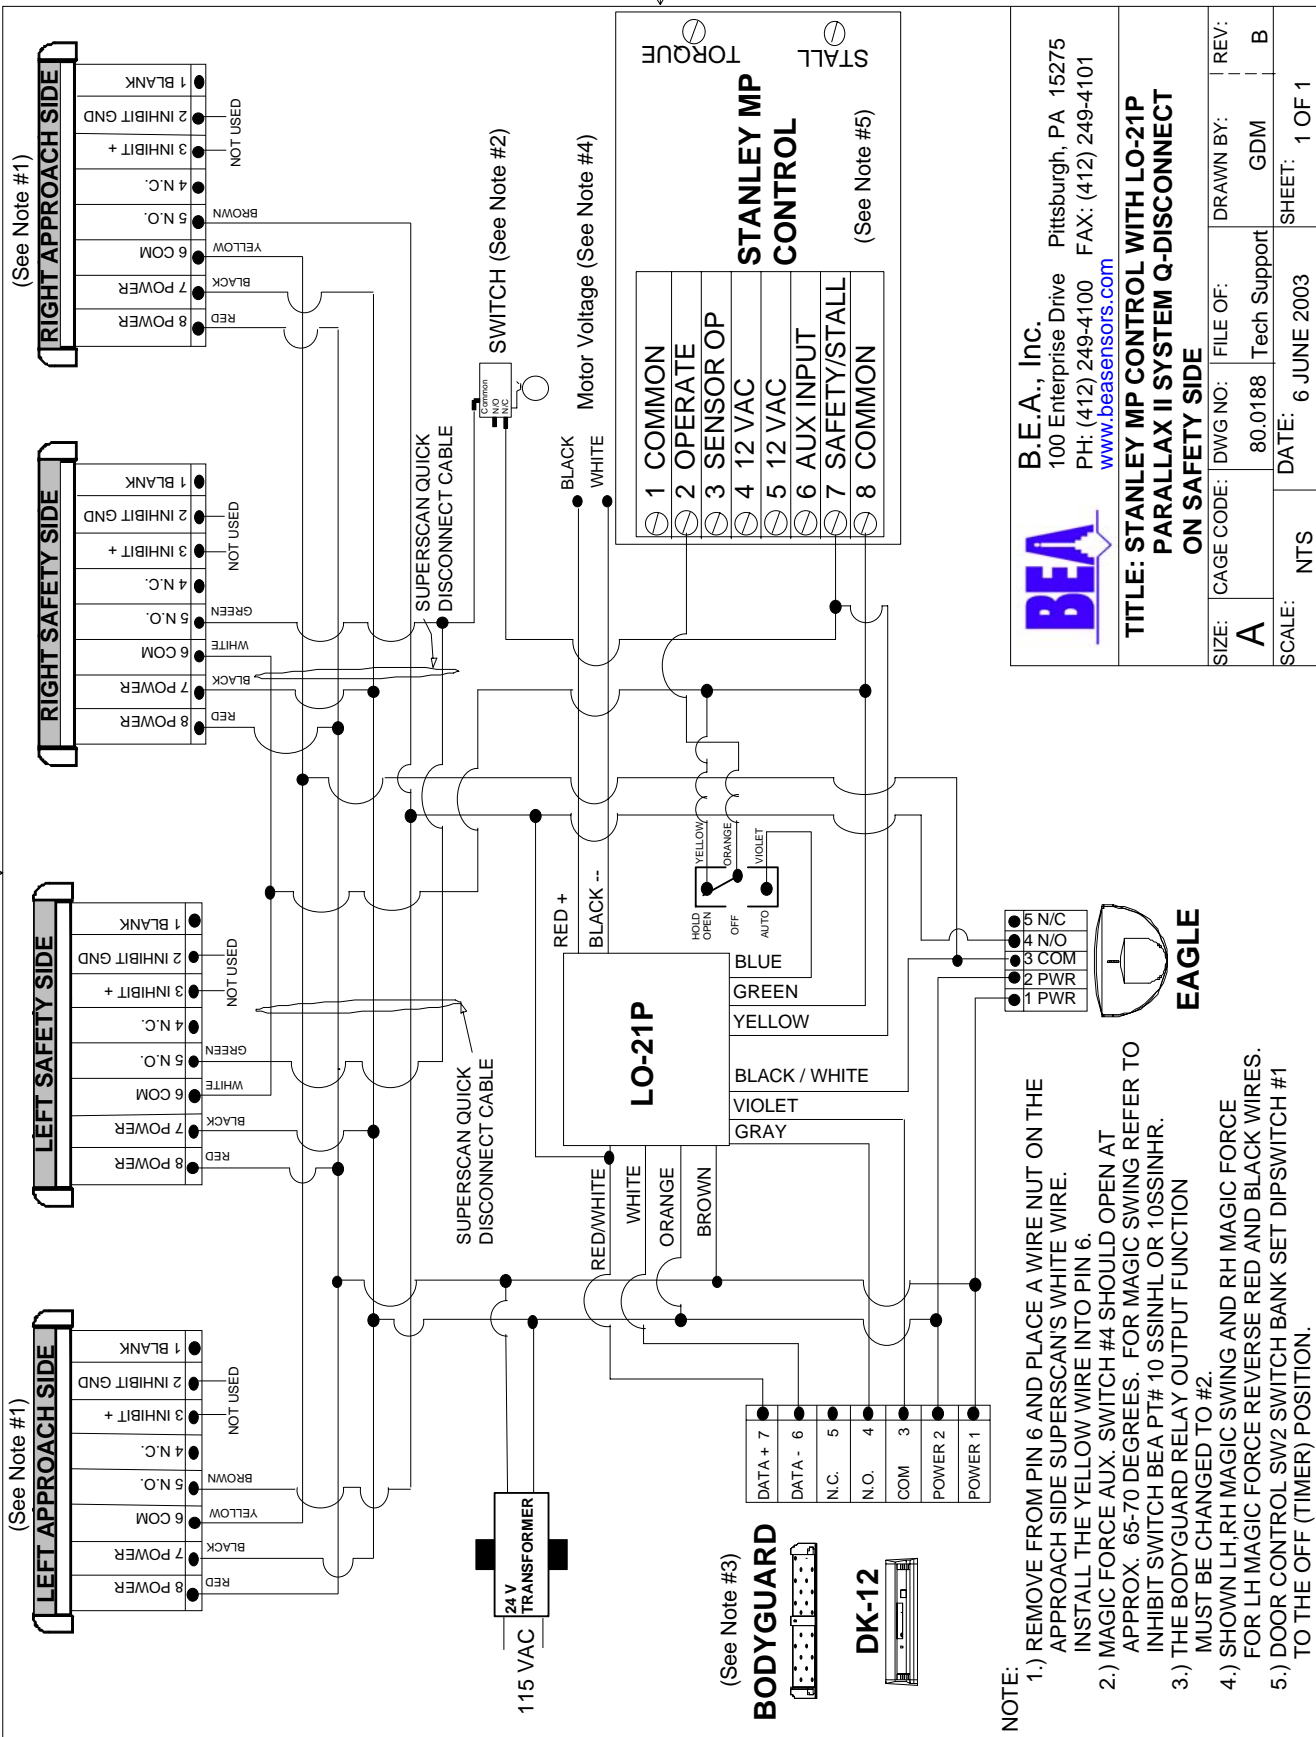 (See Note #1)
LEFT APPROACH SIDE
8 POWER
7 POWER
6 COM
5 N.O.
4 N.C.
3 INHIBIT +
2 INHIBIT GND
1 BLANK
RED
BLACK
YELLOW
BROWN
NOT USED
LEFT SAFETY SIDE
8 POWER
7 POWER
6 COM
5 N.O.
4 N.C.
3 INHIBIT +
2 INHIBIT GND
1 BLANK
RED
BLACK
WHITE
GREEN
NOT USED
RIGHT SAFETY SIDE
8 POWER
7 POWER
6 COM
5 N.O.
4 N.C.
3 INHIBIT +
2 INHIBIT GND
1 BLANK
RED
BLACK
WHITE
GREEN
NOT USED
(See Note #1)
RIGHT APPROACH SIDE
8 POWER
7 POWER
6 COM
5 N.O.
4 N.C.
3 INHIBIT +
2 INHIBIT GND
1 BLANK
RED
BLACK
YELLOW
BROWN
NOT USED
SUPERSCAN QUICK
DISCONNECT CABLE
SUPERSCAN QUICK
DISCONNECT CABLE
Common
N/O
N/C
SWITCH (See Note #2)
115 VAC
24 V
TRANSFORMER
RED/WHITE
WHITE
ORANGE
BROWN
LO-21P
RED +
BLACK --
BLUE
GREEN
YELLOW
BLACK / WHITE
VIOLET
GRAY
BLACK
WHITE
Motor Voltage (See Note #4)
HOLD
OPEN
OFF
AUTO
YELLOW
ORANGE
VIOLET
1 COMMON
2 OPERATE
3 SENSOR OP
4 12 VAC
5 12 VAC
6 AUX INPUT
7 SAFETY/STALL
8 COMMON
STANLEY MP
CONTROL
(See Note #5)
TORQUE
STALL
(See Note #3)
BODYGUARD
DK-12
DATA + 7
DATA - 6
N.C. 5
N.O. 4
COM 3
POWER 2
POWER 1
5 N/C
4 N/O
3 COM
2 PWR
1 PWR
EAGLE
NOTE:
1.) REMOVE FROM PIN 6 AND PLACE A WIRE NUT ON THE
APPROACH SIDE SUPERSCAN'S WHITE WIRE.
INSTALL THE YELLOW WIRE INTO PIN 6.
2.) MAGIC FORCE AUX. SWITCH #4 SHOULD OPEN AT
APPROX. 65-70 DEGREES. FOR MAGIC SWING REFER TO
INHIBIT SWITCH BEA PT# 10 SSINHL OR 10SSINHR.
3.) THE BODYGUARD RELAY OUTPUT FUNCTION
MUST BE CHANGED TO #2.
4.) SHOWN LH,RH MAGIC SWING AND RH MAGIC FORCE
FOR LH MAGIC FORCE REVERSE RED AND BLACK WIRES.
5.) DOOR CONTROL SW2 SWITCH BANK SET DIPSWITCH #1
TO THE OFF (TIMER) POSITION.
BEA
B.E.A., Inc.
100 Enterprise Drive Pittsburgh, PA 15275
PH: (412) 249-4100 FAX: (412) 249-4101
www.beasensors.com
TITLE: STANLEY MP CONTROL WITH LO-21P
PARALLAX II SYSTEM Q-DISCONNECT
ON SAFETY SIDE
SIZE: CAGE CODE: DWG NO: FILE OF: DRAWN BY: REV:
A 80.0188 Tech Support GDM B
SCALE: NTS DATE: 6 JUNE 2003 SHEET: 1 OF 1